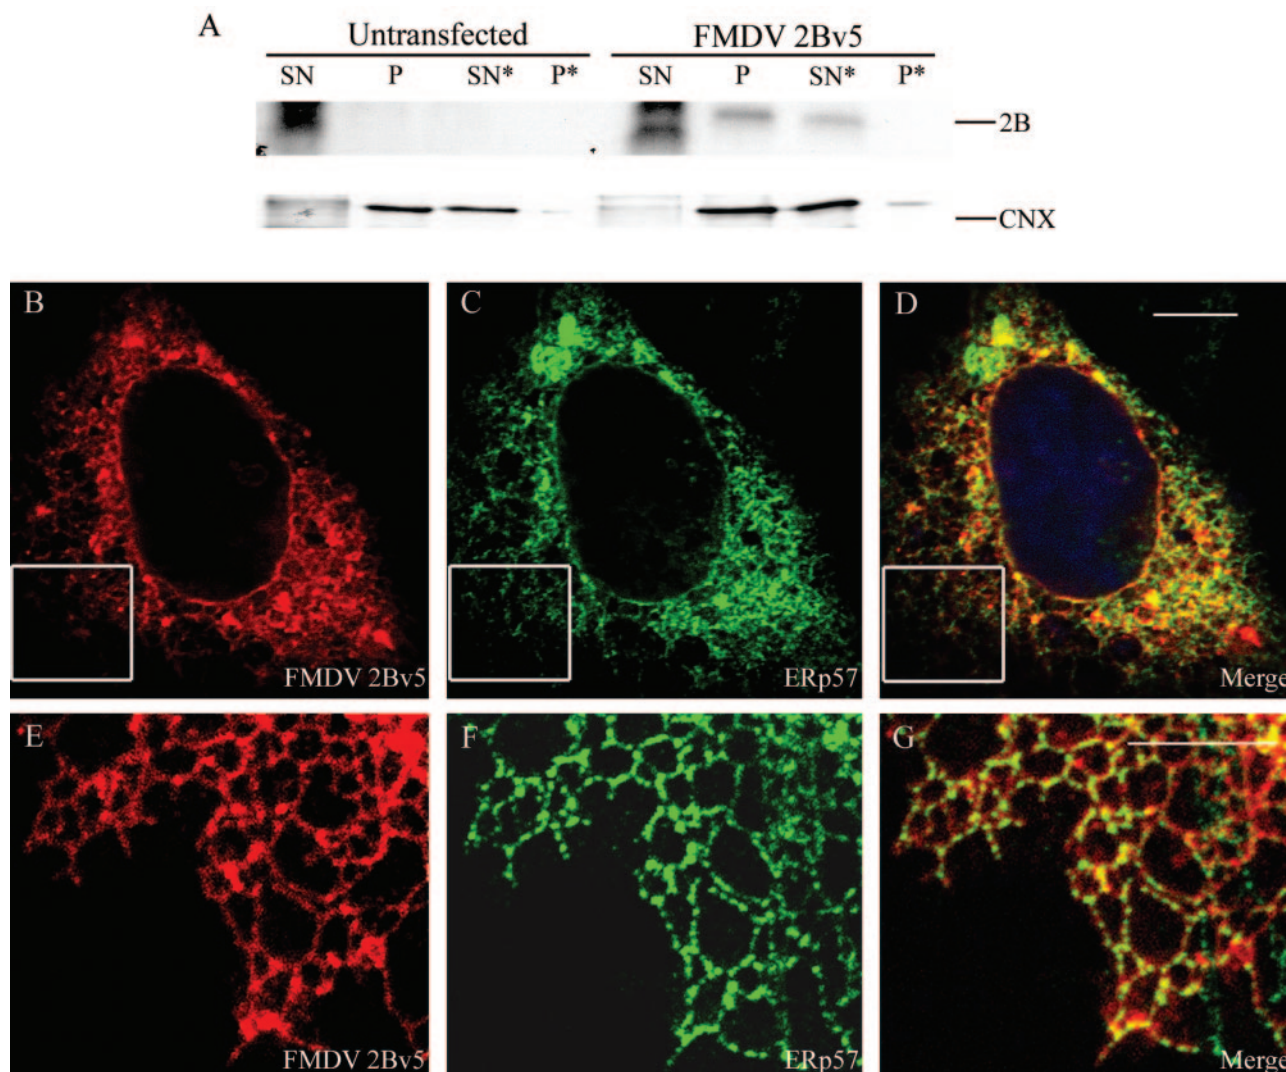 A
Untransfected FMDV 2Bv5
SN P SN* P* SN P SN* P*
2B
CNX
B C D
FMDV 2Bv5 ERp57 Merge
E F G
FMDV 2Bv5 ERp57 Merge